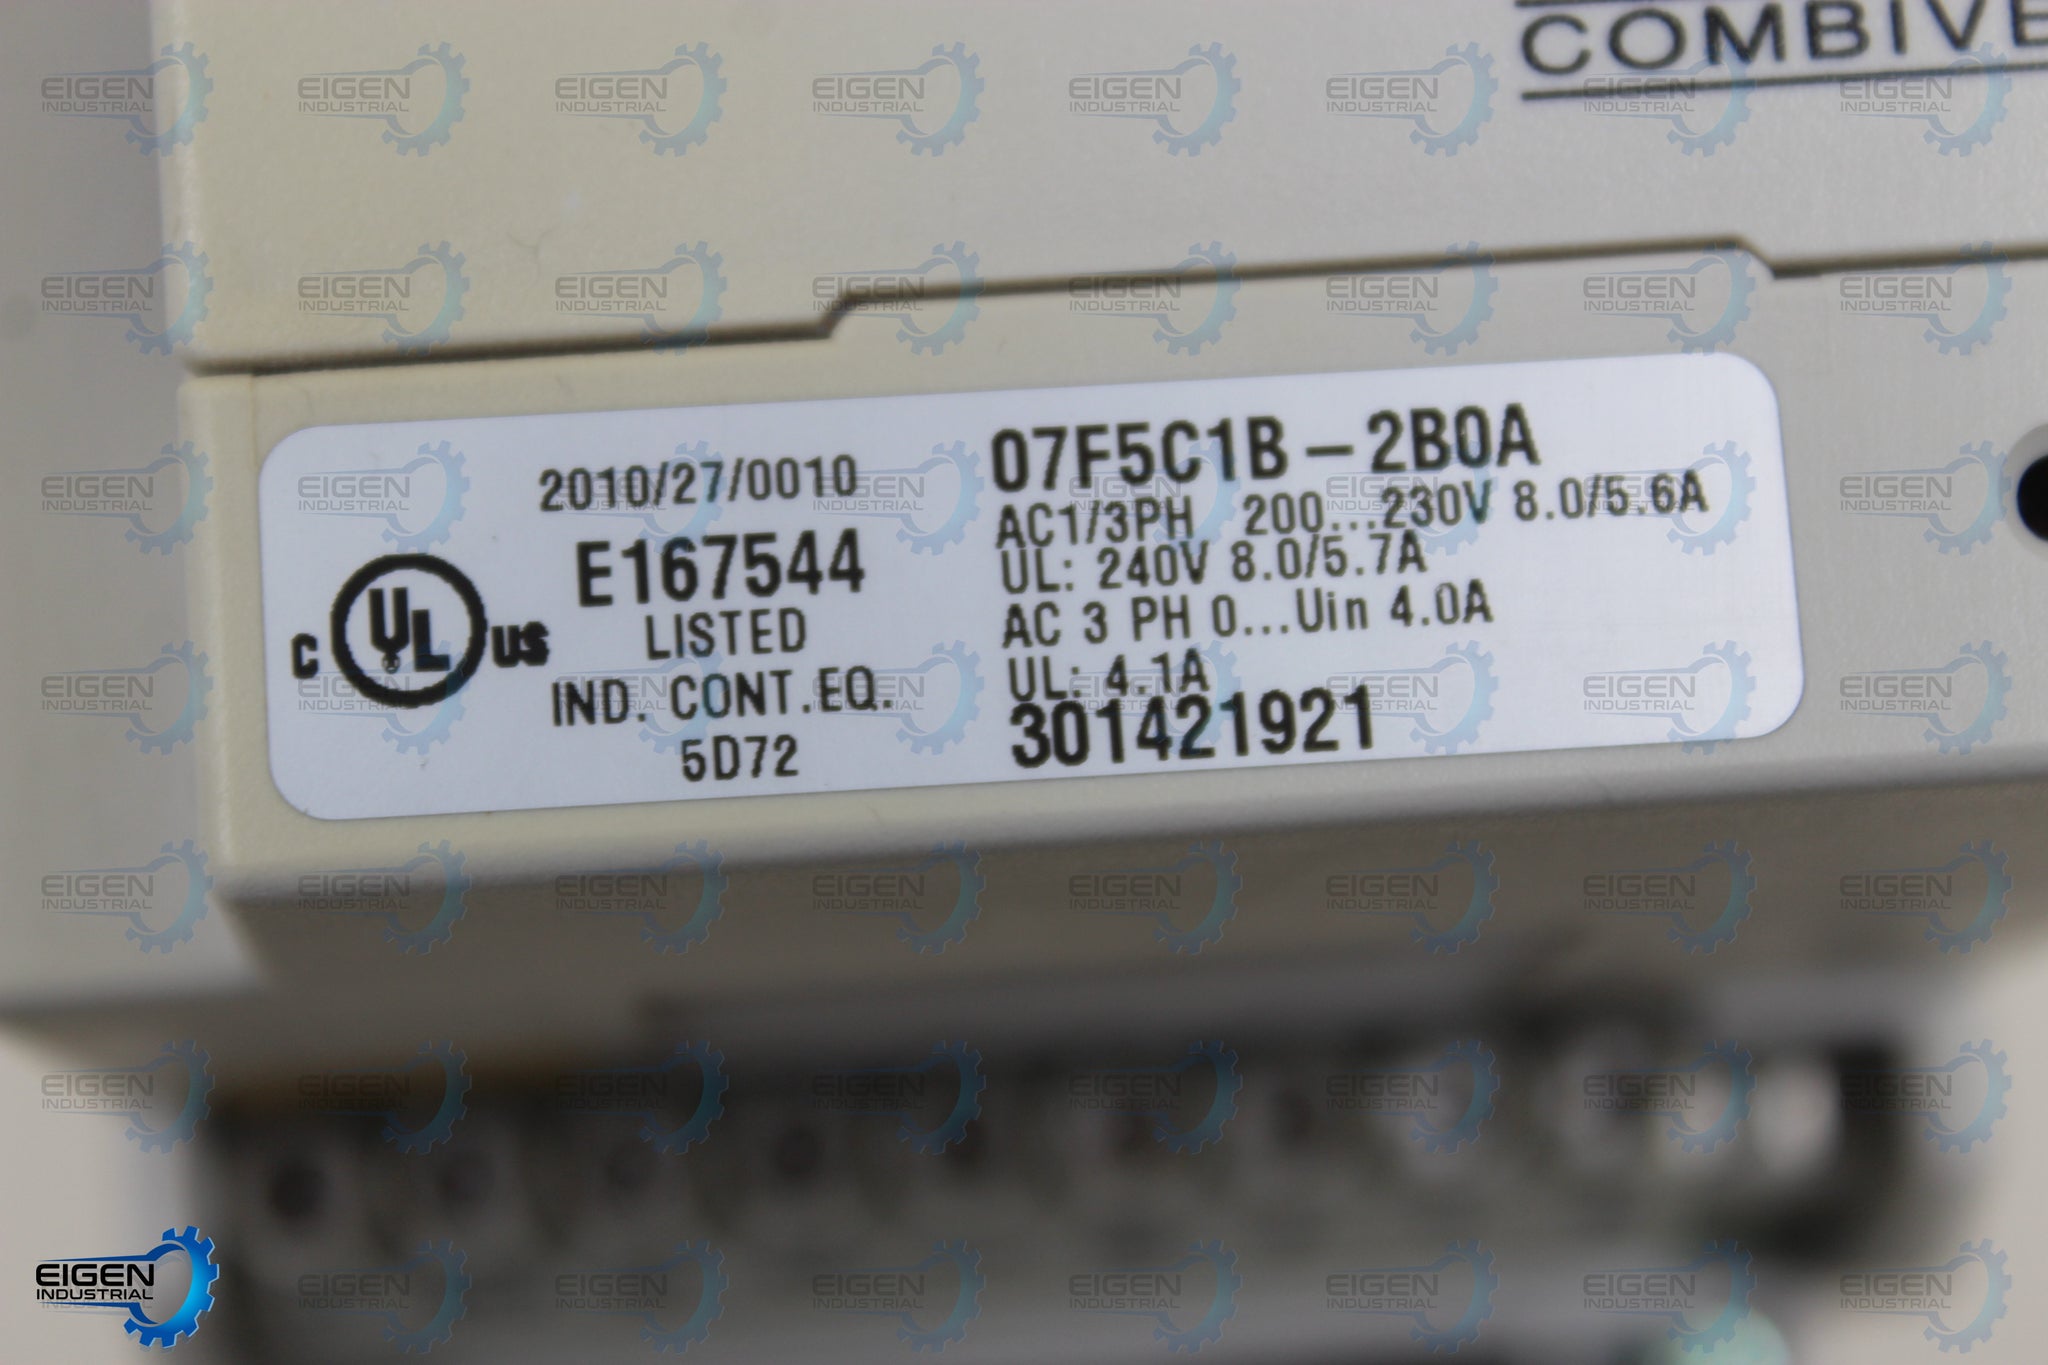 COMBIVE
2010/27/0010
E167544
LISTED
IND. CONT.EQ.
5D72
C UL US
07F5C1B-2B0A
AC1/3PH 200...230V 8.0/5.6A
UL: 240V 8.0/5.7A
AC 3 PH 0...Uin 4.0A
UL: 4.1A
301421921
EIGEN
INDUSTRIAL